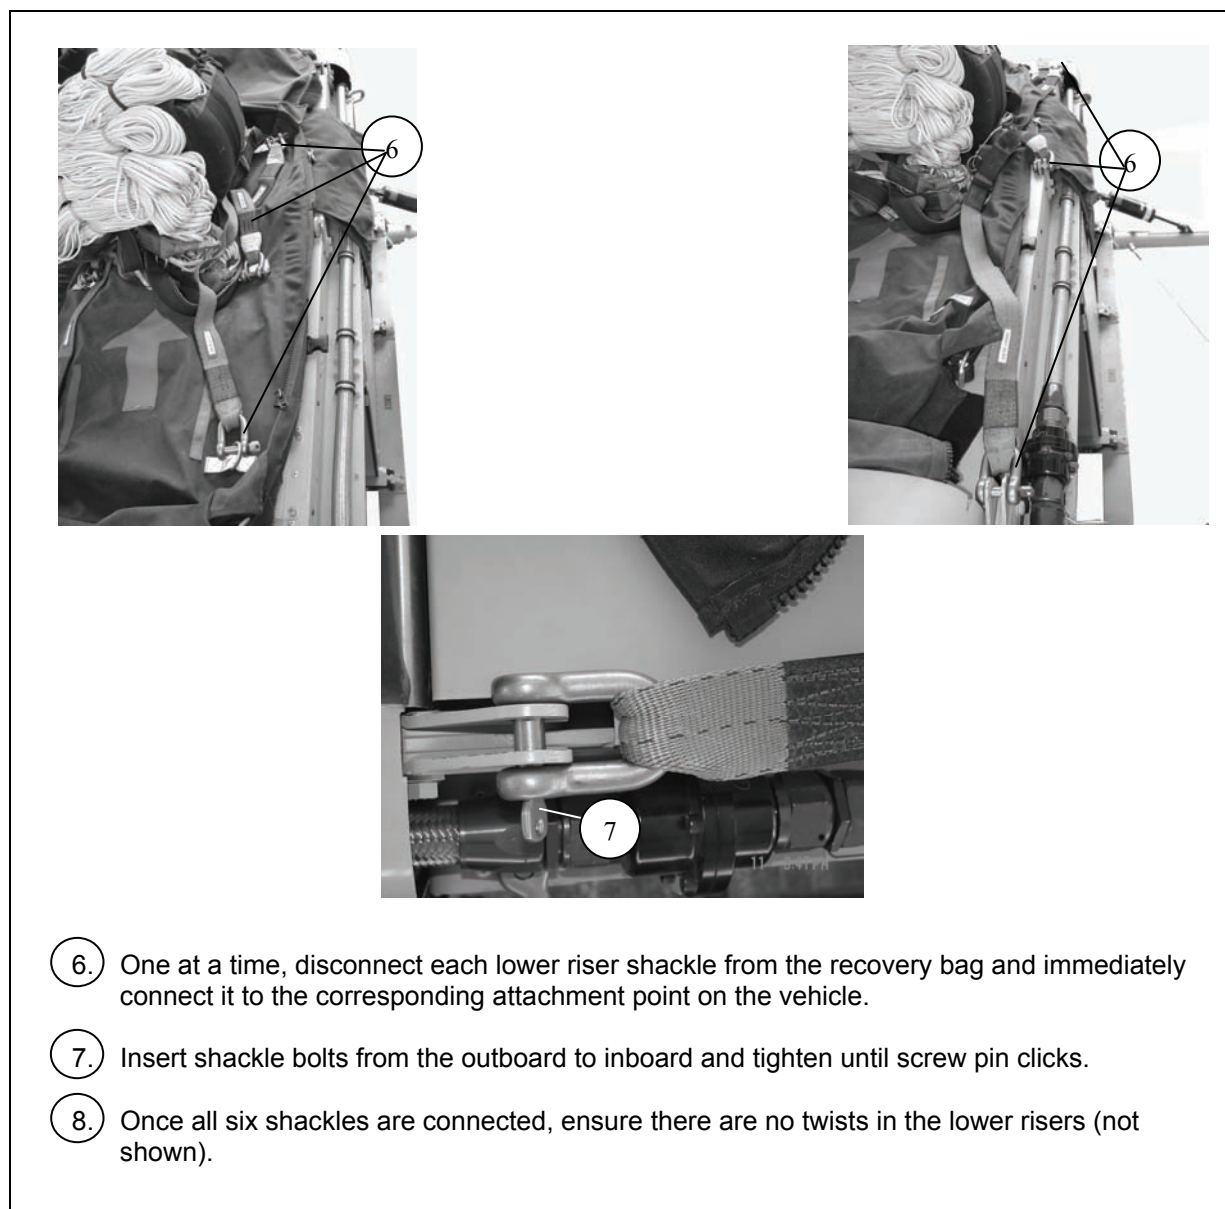 6
6
7
6. One at a time, disconnect each lower riser shackle from the recovery bag and immediately
connect it to the corresponding attachment point on the vehicle.
7. Insert shackle bolts from the outboard to inboard and tighten until screw pin clicks.
8. Once all six shackles are connected, ensure there are no twists in the lower risers (not
shown).